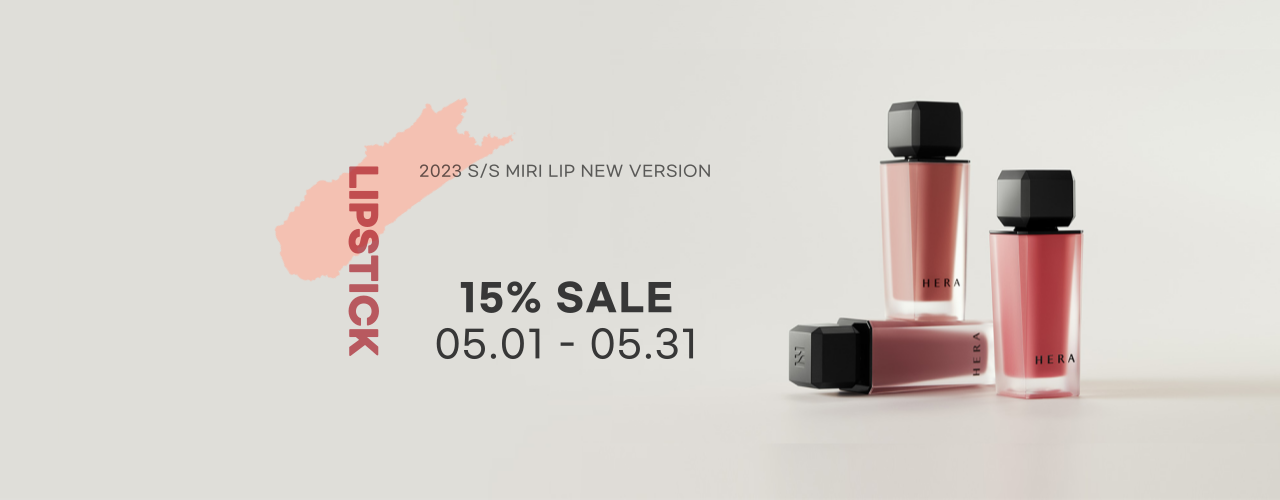 LIPSTICK
2023 S/S MIRI LIP NEW VERSION
15% SALE
05.01 - 05.31
HERA
HERA
HERA